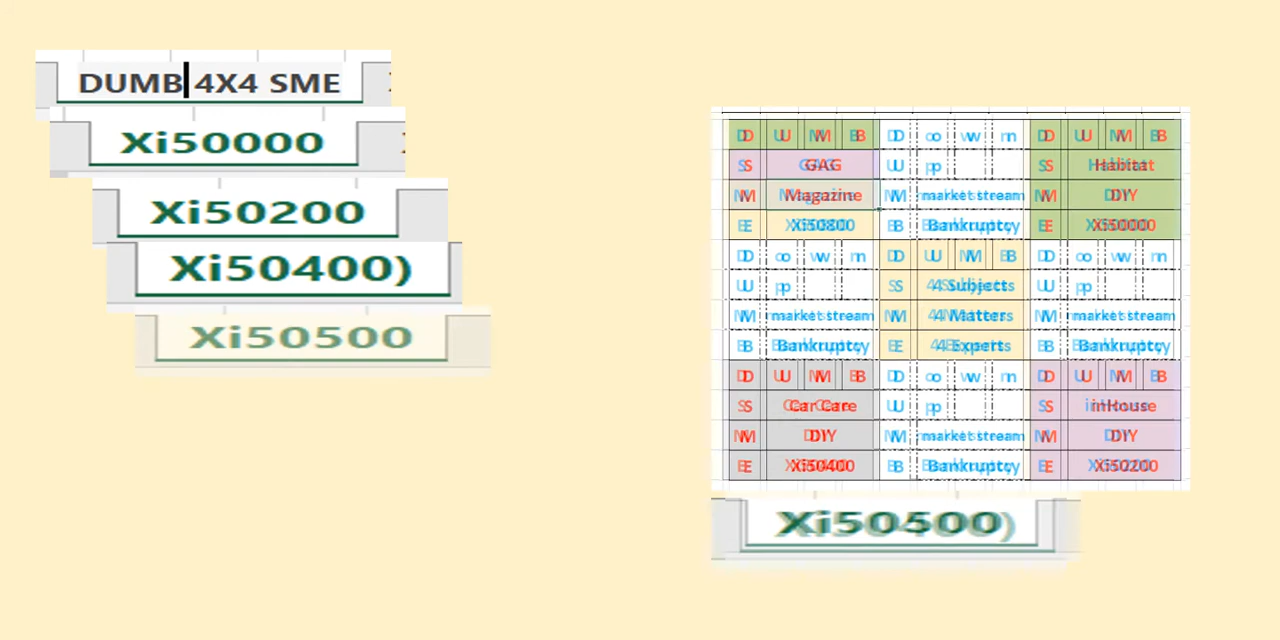 DUMB 4X4 SME
Xi50000
Xi50200
Xi50400)
Xi50500
D U M B D o w n D U M B
S GAG U p S Habitat
M Magazine M market stream M DIY
E Xi50800 B Bankruptcy E Xi50000
D o w n D U M B D o w n
U p S 4 Subjects U p
M market stream M 4 Matters M market stream
B Bankruptcy E 4 Experts B Bankruptcy
D U M B D o w n D U M B
S Car Care U p S inHouse
M DIY M market stream M DIY
E Xi50400 B Bankruptcy E Xi50200